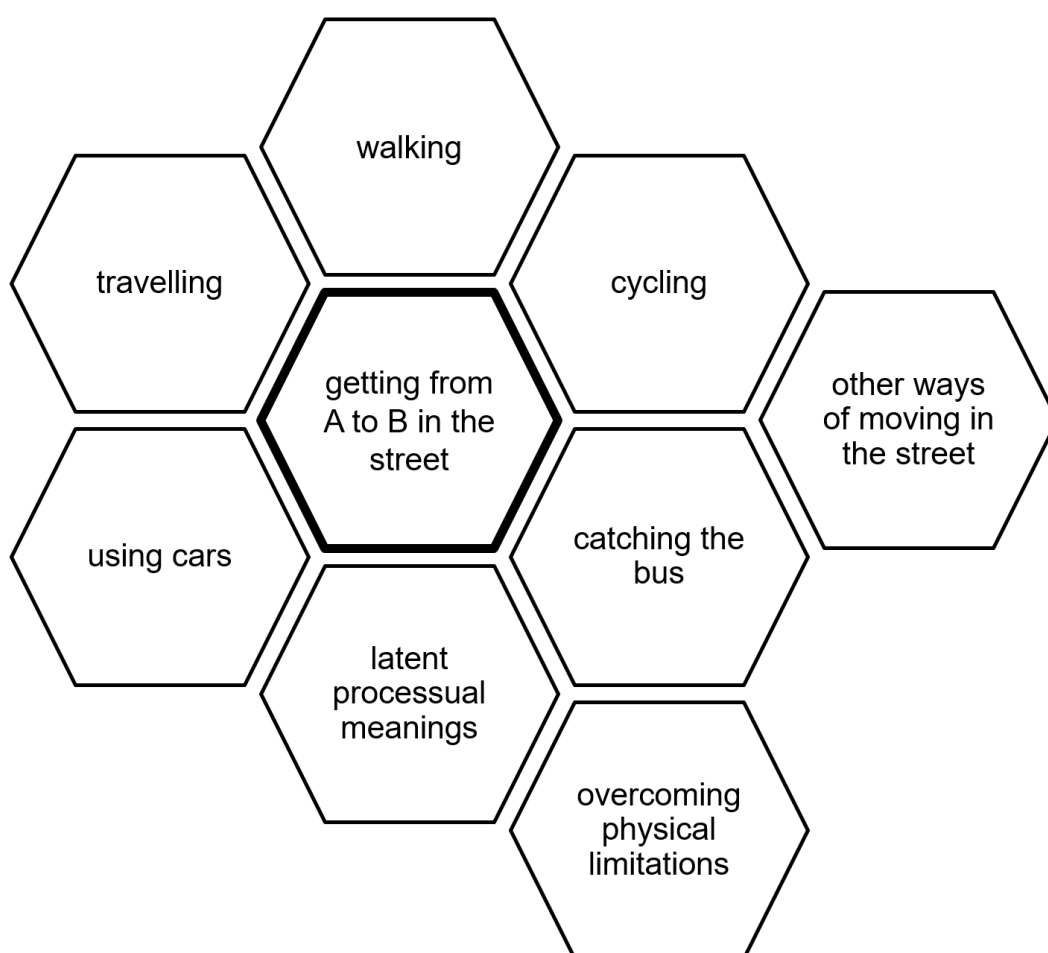 walking
travelling
cycling
getting from
A to B in the
street
other ways
of moving in
the street
using cars
catching the
bus
latent
processual
meanings
overcoming
physical
limitations